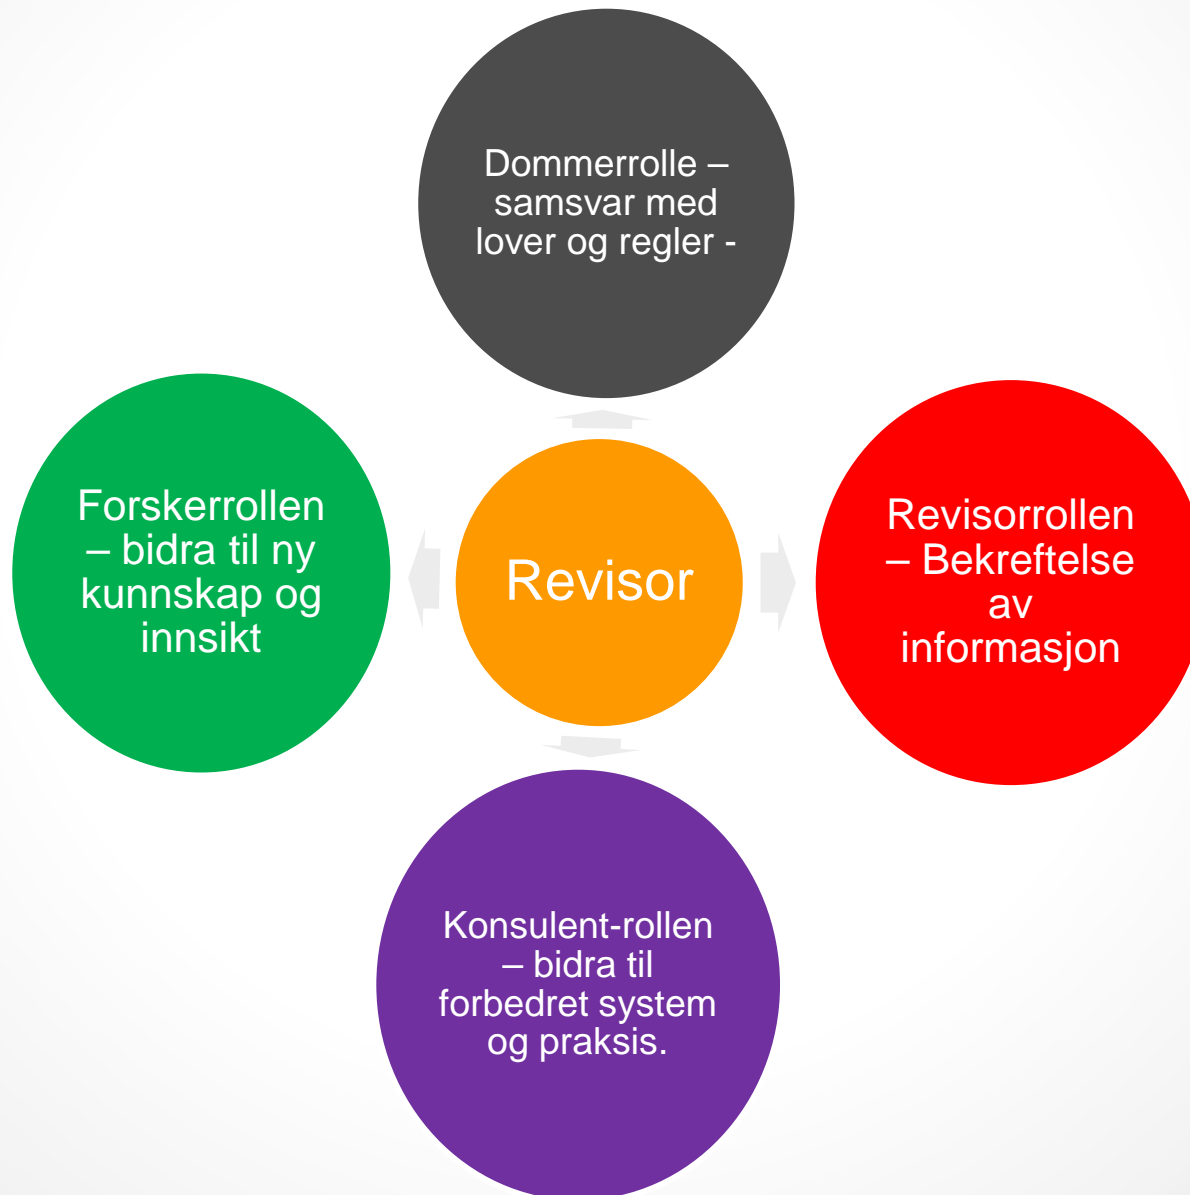 Dommerrolle –
samsvar med
lover og regler -
Forskerrollen
– bidra til ny
kunnskap og
innsikt
Revisor
Revisorrollen
– Bekreftelse
av
informasjon
Konsulent-rollen
– bidra til
forbedret system
og praksis.